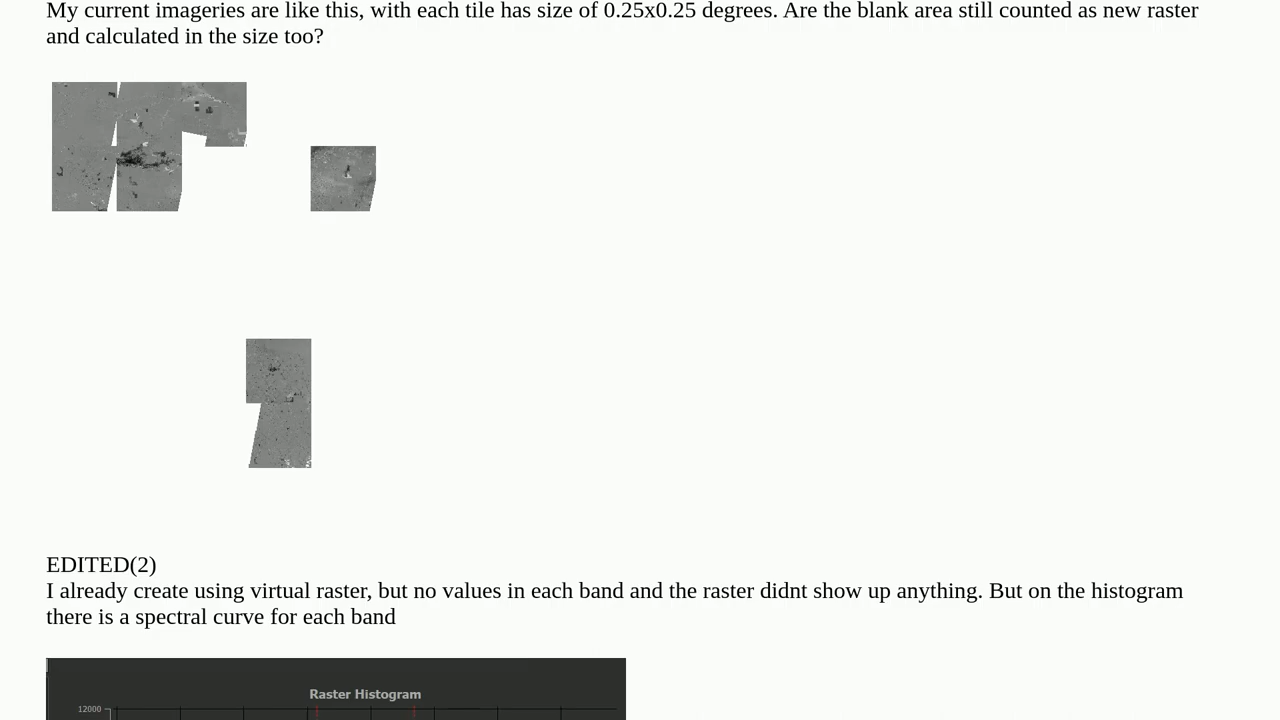 My current imageries are like this, with each tile has size of 0.25x0.25 degrees. Are the blank area still counted as new raster
and calculated in the size too?
EDITED(2)
I already create using virtual raster, but no values in each band and the raster didnt show up anything. But on the histogram
there is a spectral curve for each band
Raster Histogram
12000